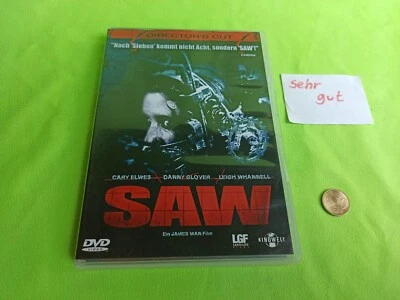 DIRECTOR'S CUT
"Nach 'Sieben' kommt nicht Acht, sondern 'SAW'!"
CARY ELWES DANNY GLOVER LEIGH WHANNELL
SAW
Ein JAMES WAN Film
DVD
VIDEO
LGF
KINOWELT
sehr
gut